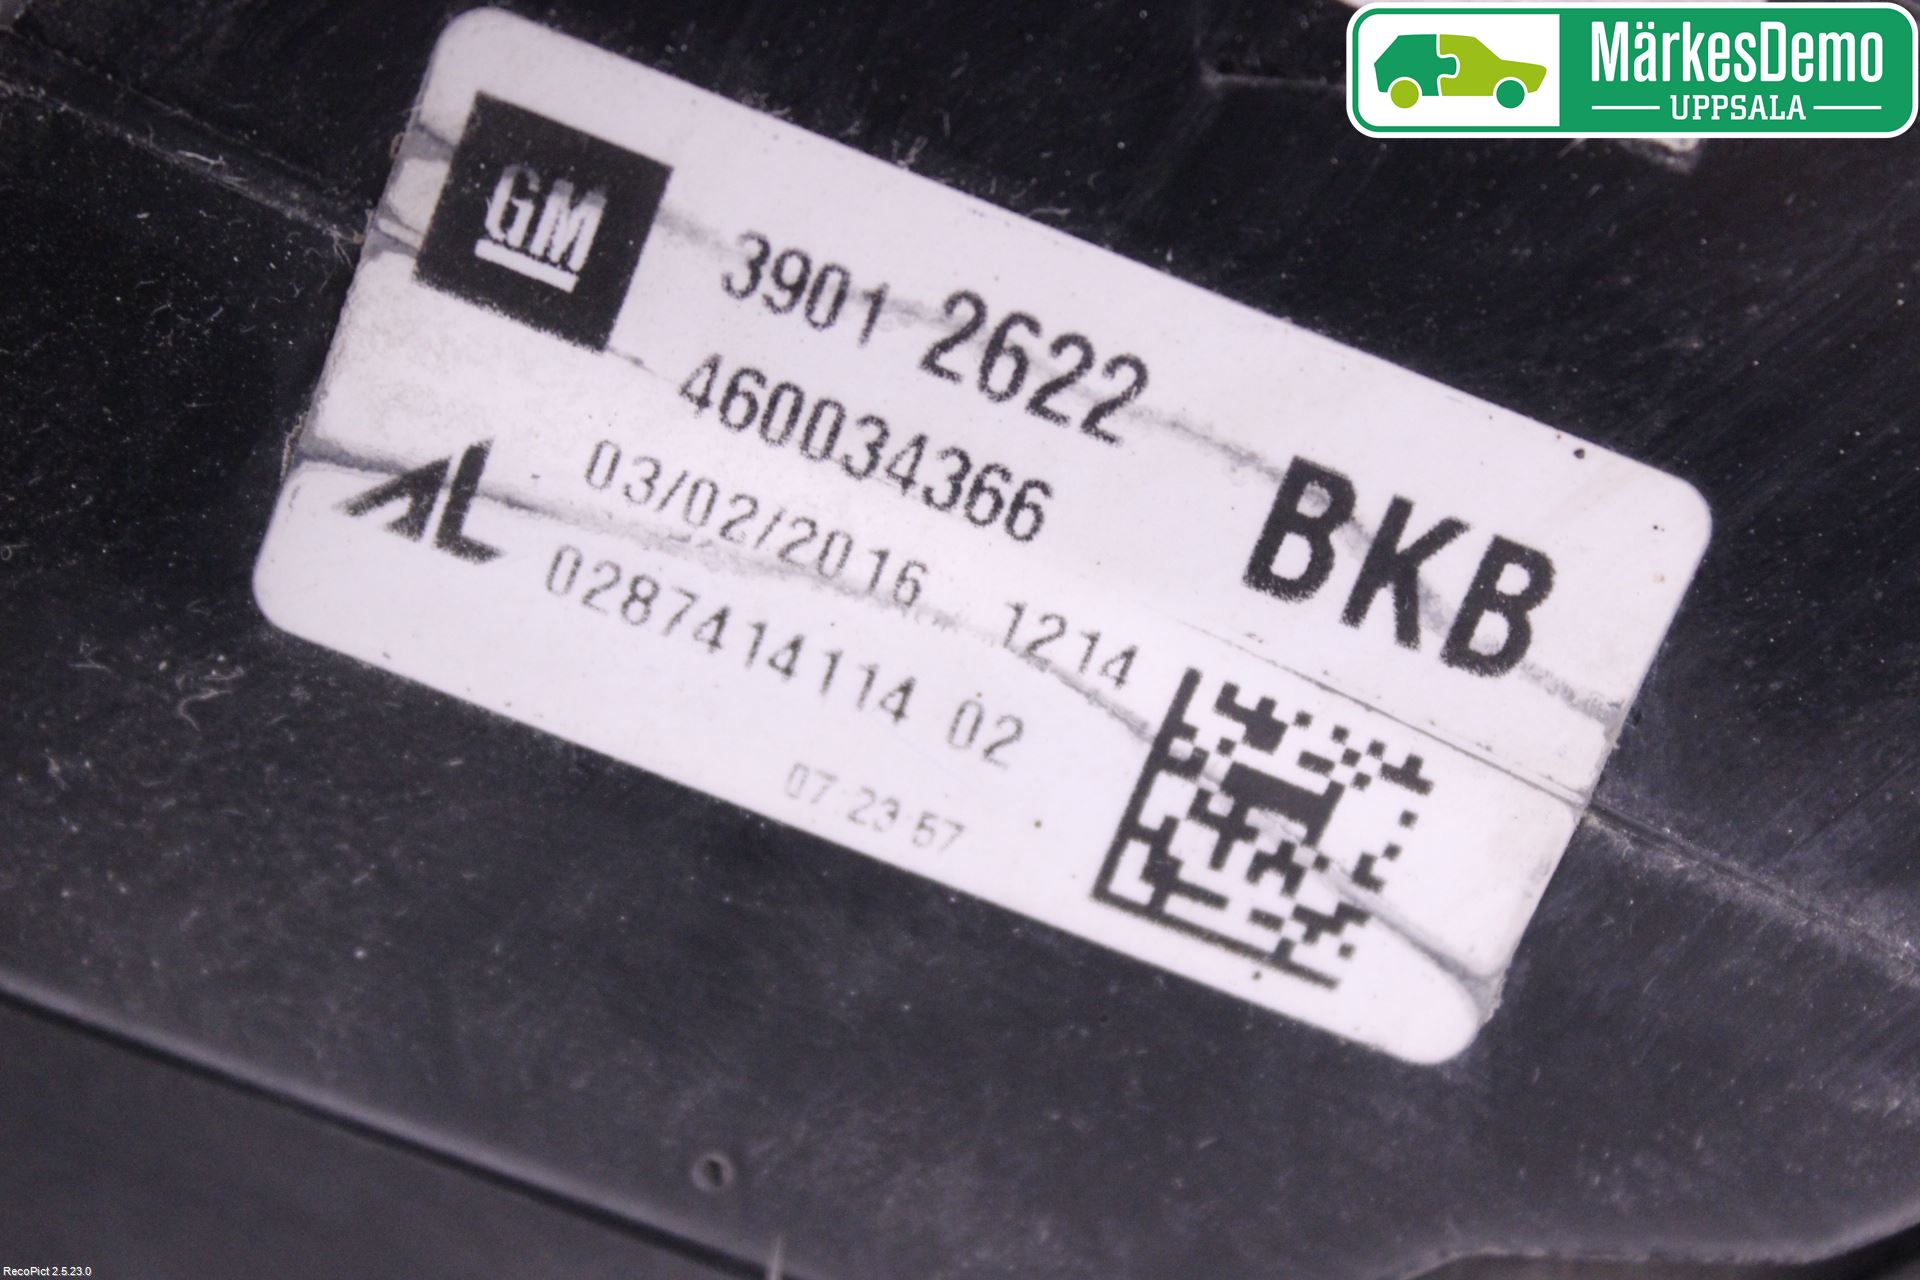 MärkesDemo
UPPSALA
GM
3901 2622
460034366
BKB
AL
03/02/2016 1214
0287414114 02
07 23 57
RecoPict 2.5.23.0